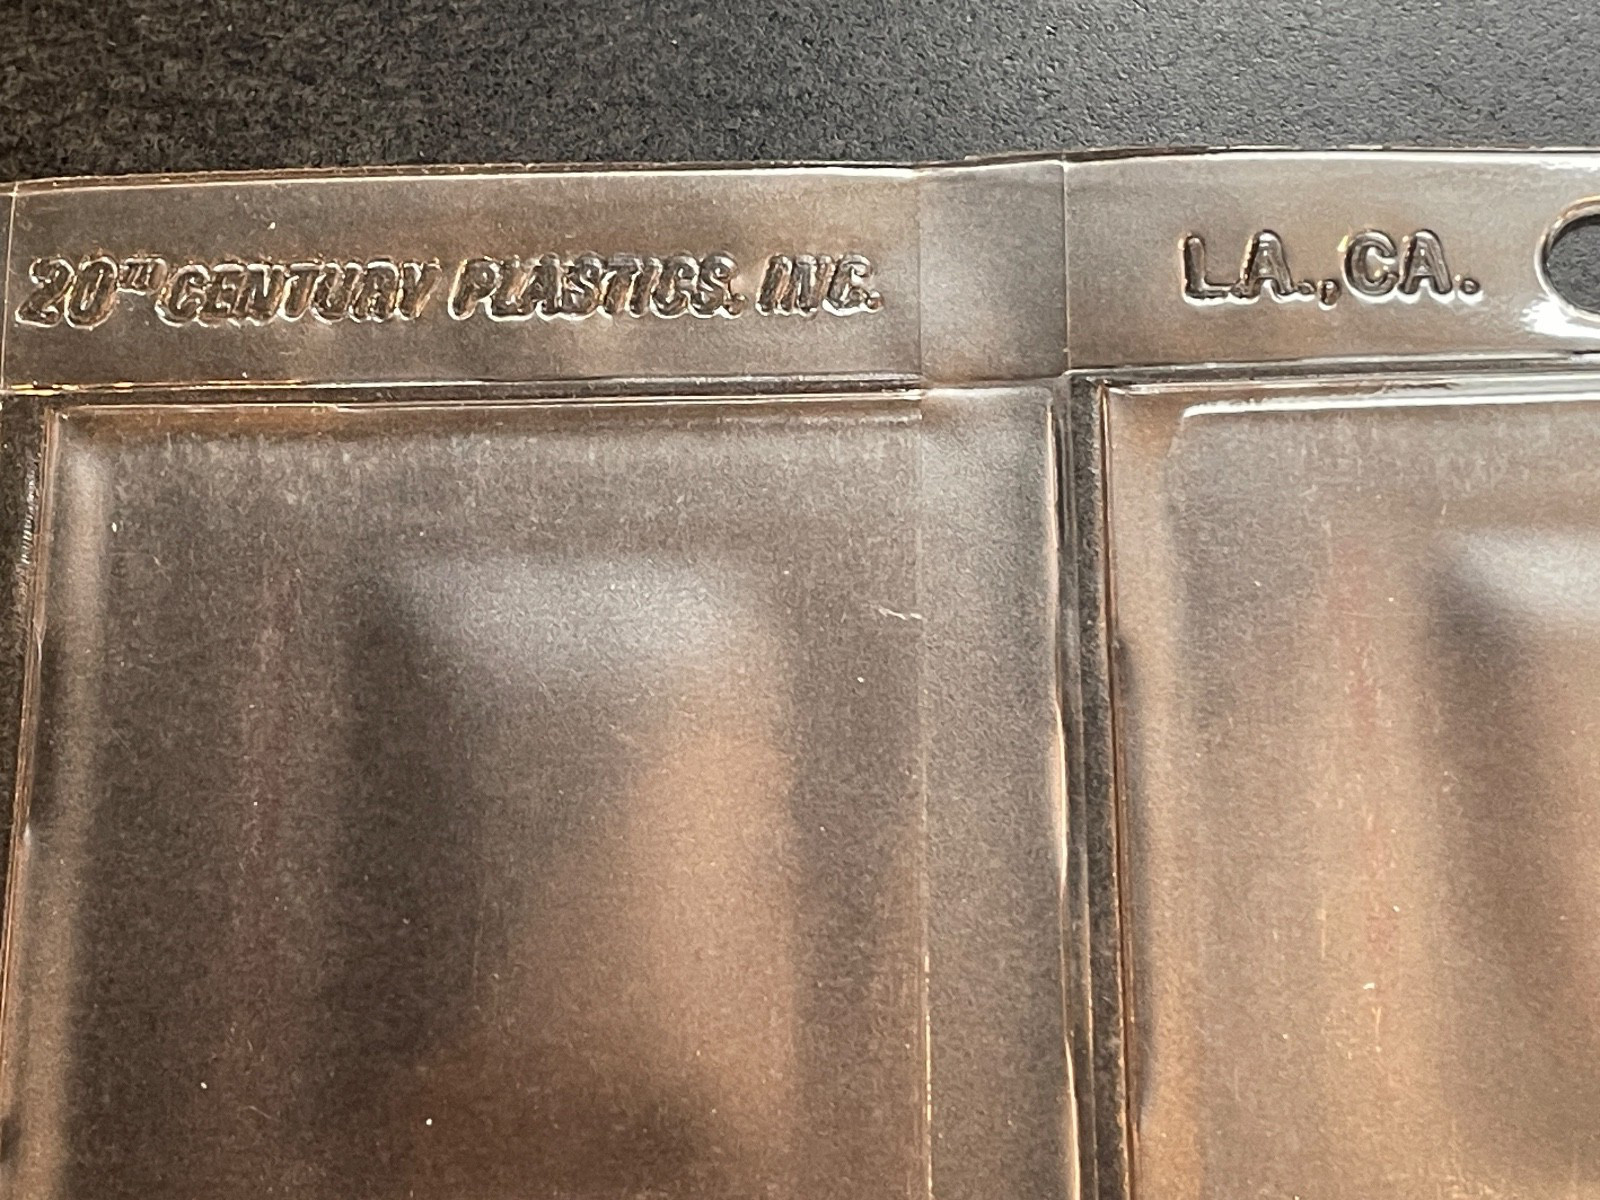 20TH CENTURY PLASTICS, INC.
L.A., CA.